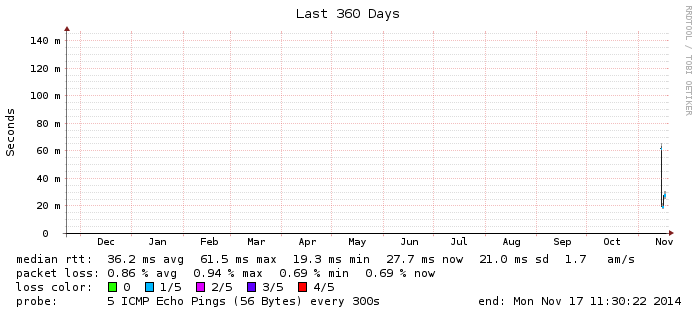 Last 360 Days
RRDTOOL / TOBI OETIKER
Seconds
140 m
120 m
100 m
80 m
60 m
40 m
20 m
0
Dec Jan Feb Mar Apr May Jun Jul Aug Sep Oct Nov
median rtt: 36.2 ms avg 61.5 ms max 19.3 ms min 27.7 ms now 21.0 ms sd 1.7 am/s
packet loss: 0.86 % avg 0.94 % max 0.69 % min 0.69 % now
loss color: 0 1/5 2/5 3/5 4/5
probe: 5 ICMP Echo Pings (56 Bytes) every 300s end: Mon Nov 17 11:30:22 2014